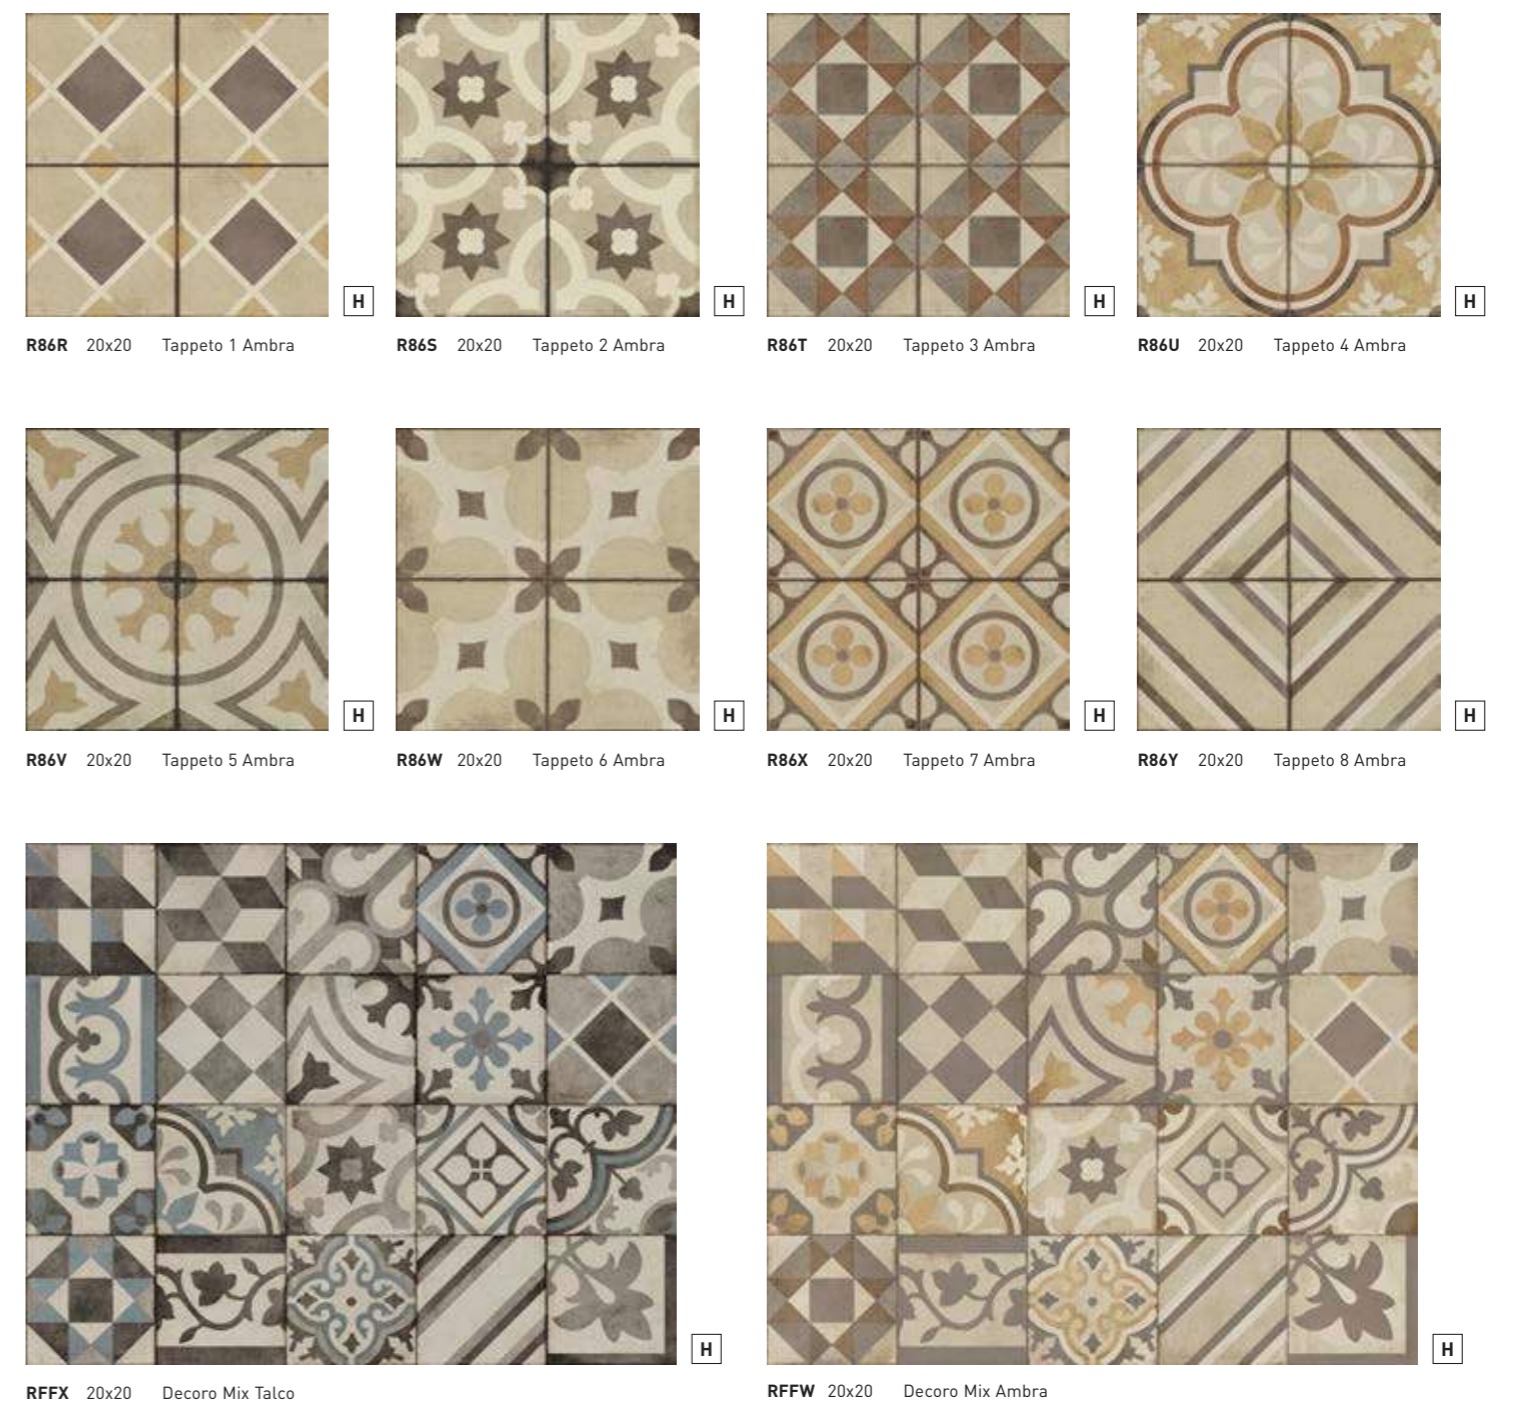 H H H H
R86R 20x20 Tappeto 1 Ambra R86S 20x20 Tappeto 2 Ambra R86T 20x20 Tappeto 3 Ambra R86U 20x20 Tappeto 4 Ambra
H H H H
R86V 20x20 Tappeto 5 Ambra R86W 20x20 Tappeto 6 Ambra R86X 20x20 Tappeto 7 Ambra R86Y 20x20 Tappeto 8 Ambra
H H
RFFX 20x20 Decoro Mix Talco RFFW 20x20 Decoro Mix Ambra